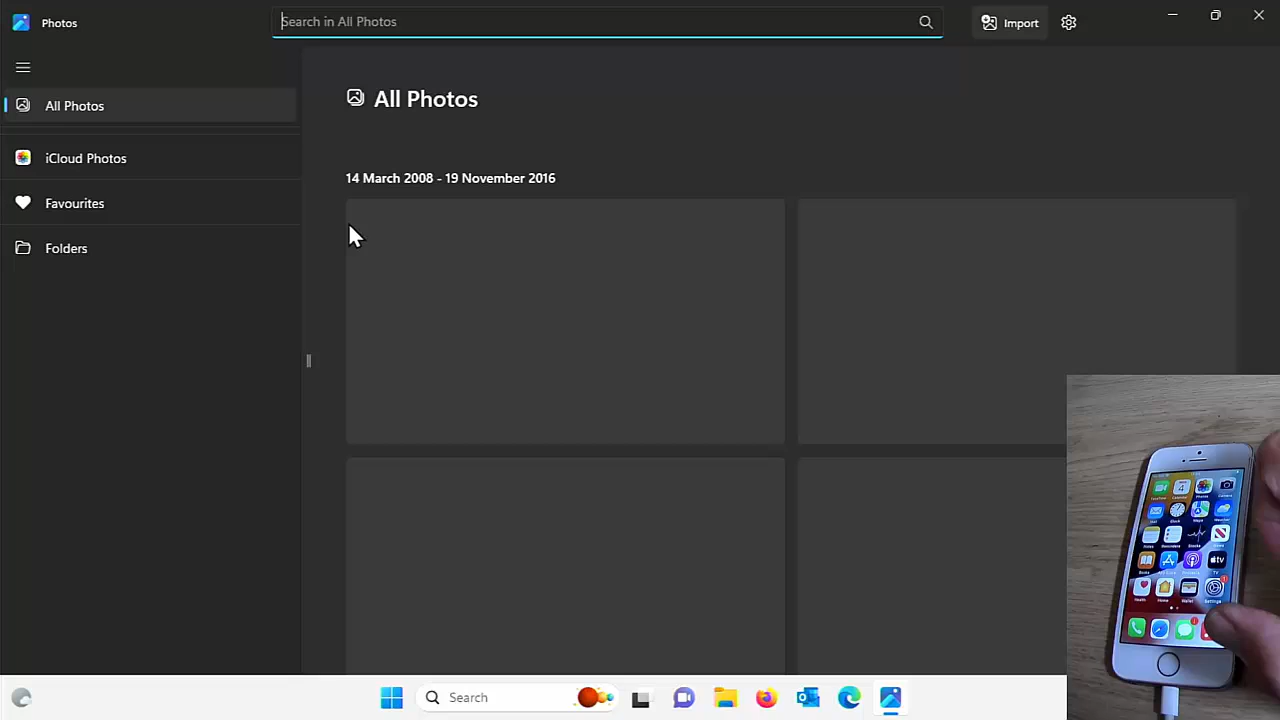 Photos
Search in All Photos
Import
All Photos
iCloud Photos
Favourites
Folders
All Photos
14 March 2008 - 19 November 2016
Search